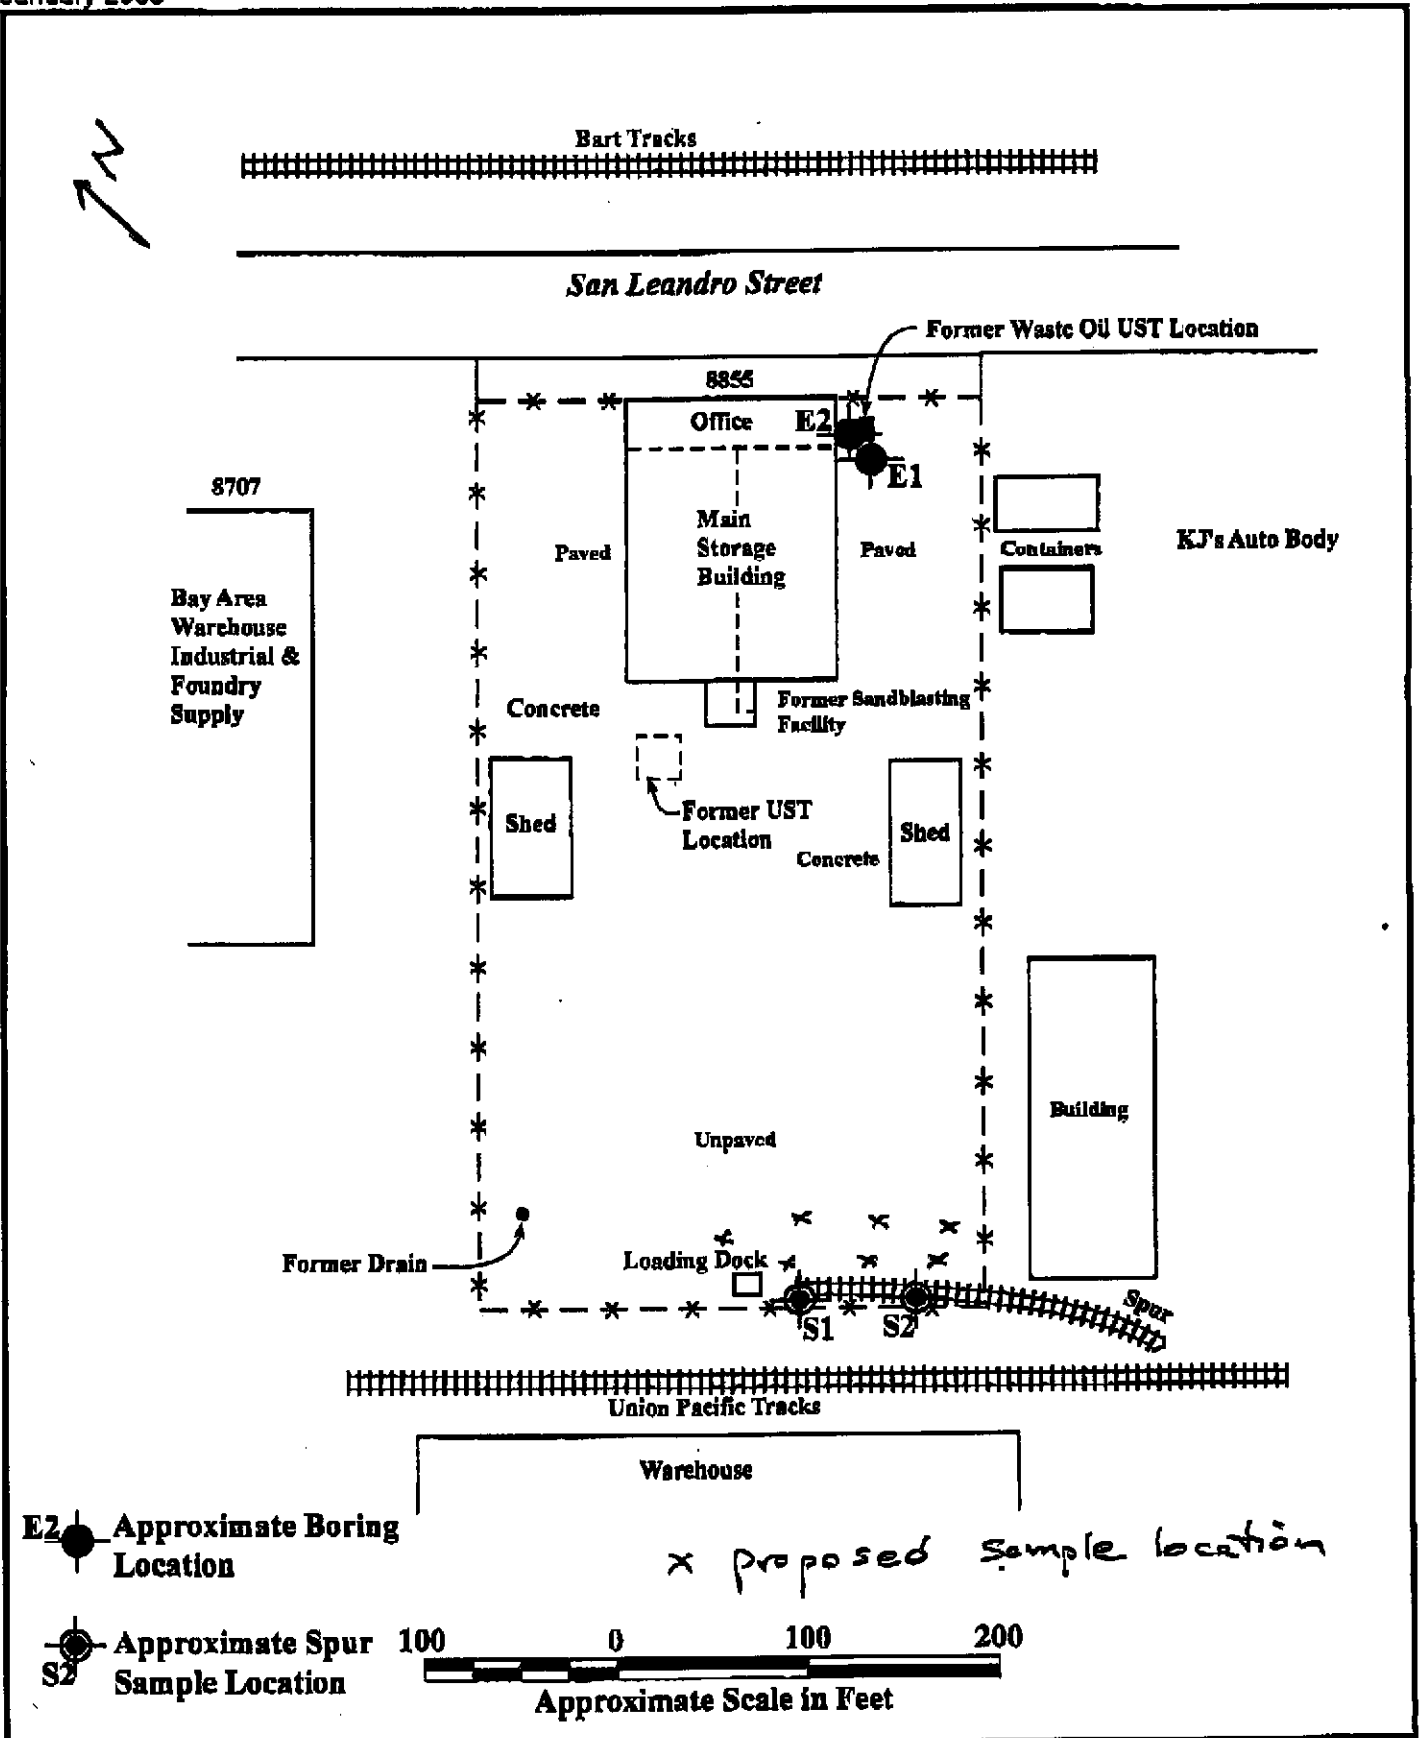 N
Bart Tracks
San Leandro Street
Former Waste Oil UST Location
8855
Office
E2
E1
8707
Main
Storage
Building
Paved
Paved
Containers
KJ's Auto Body
Bay Area
Warehouse
Industrial &
Foundry
Supply
Concrete
Former Sandblasting
Facility
Shed
Former UST
Location
Concrete
Shed
Building
Unpaved
Former Drain
Loading Dock
Spur
S1
S2
Union Pacific Tracks
Warehouse
E2
Approximate Boring
Location
x proposed sample location
S2
Approximate Spur
Sample Location
100 0 100 200
Approximate Scale in Feet